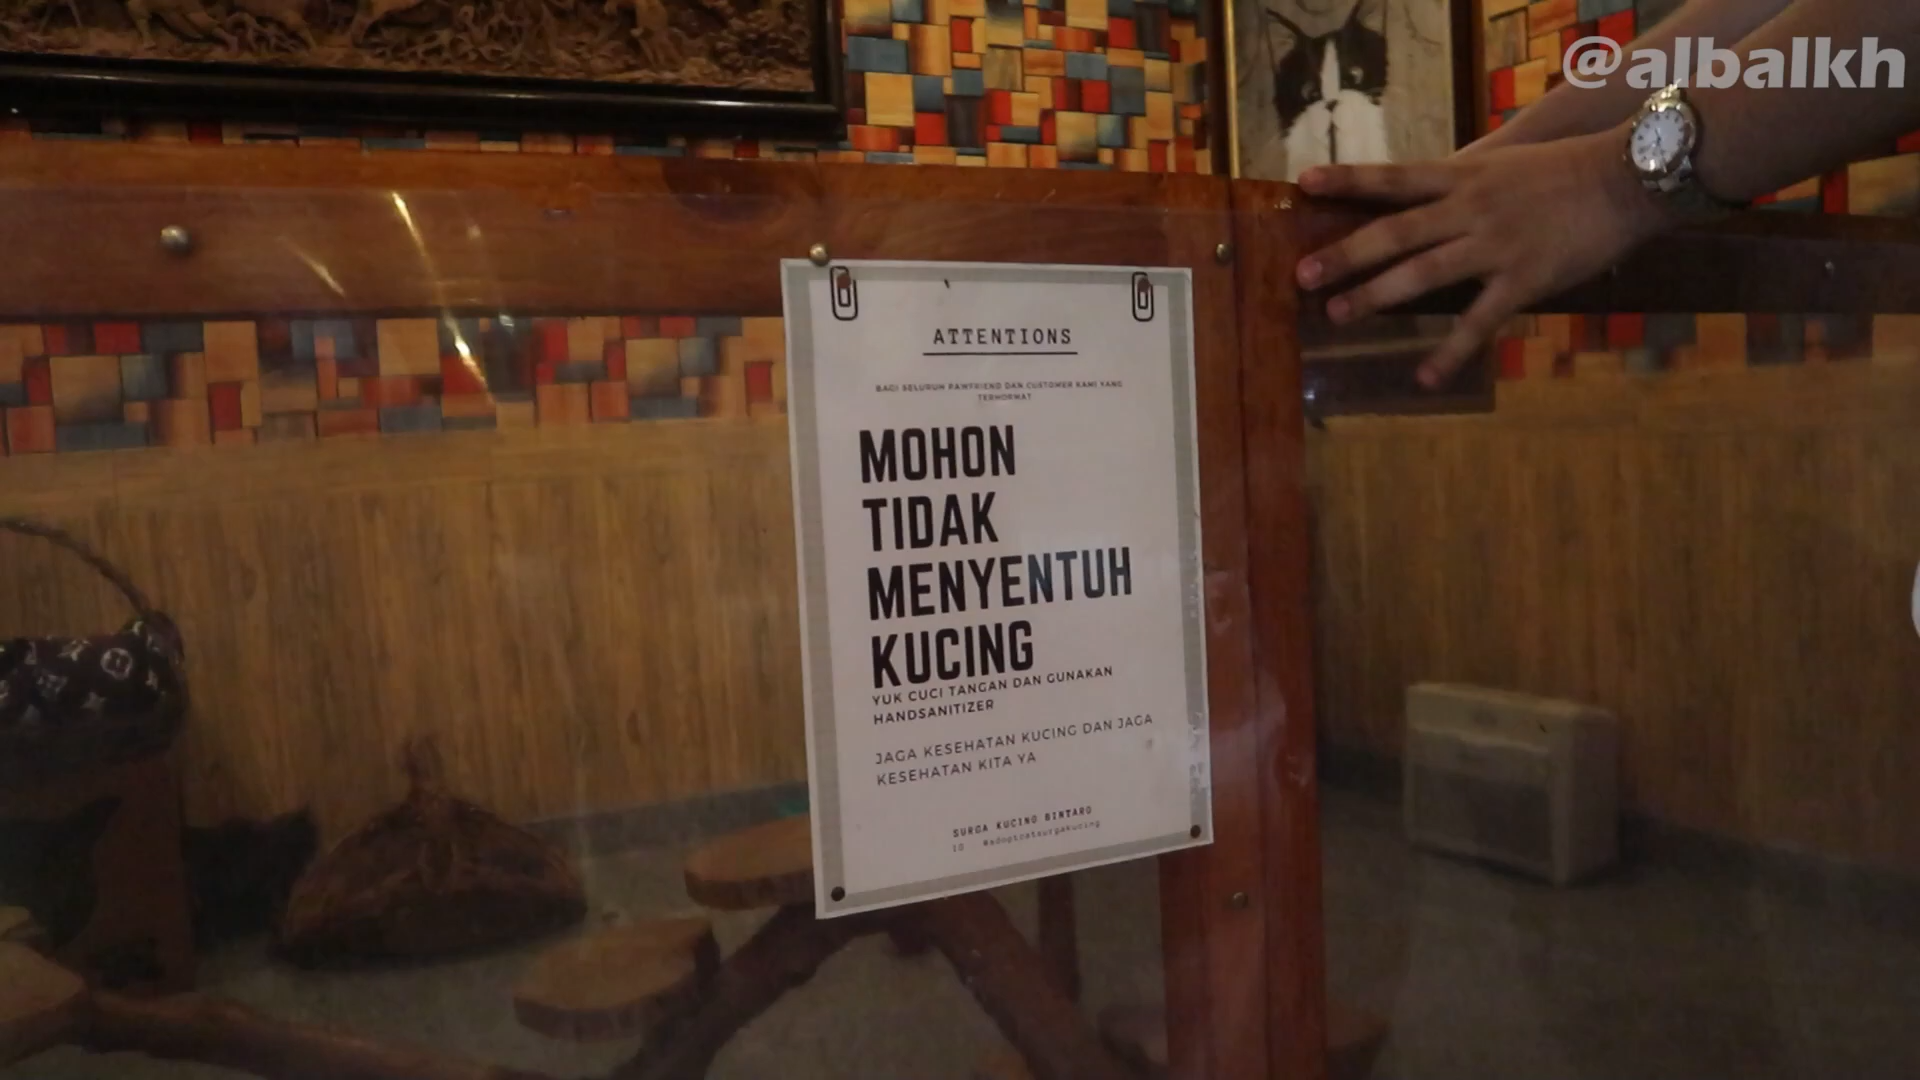 @albalkh
ATTENTIONS
BAGI SELURUH PAWFRIEND DAN CUSTOMER KAMI YANG
TERHORMAT
MOHON
TIDAK
MENYENTUH
KUCING
YUK CUCI TANGAN DAN GUNAKAN
HANDSANITIZER
JAGA KESEHATAN KUCING DAN JAGA
KESEHATAN KITA YA
SURGA KUCING BINTARO
@adopicatsurgakucing